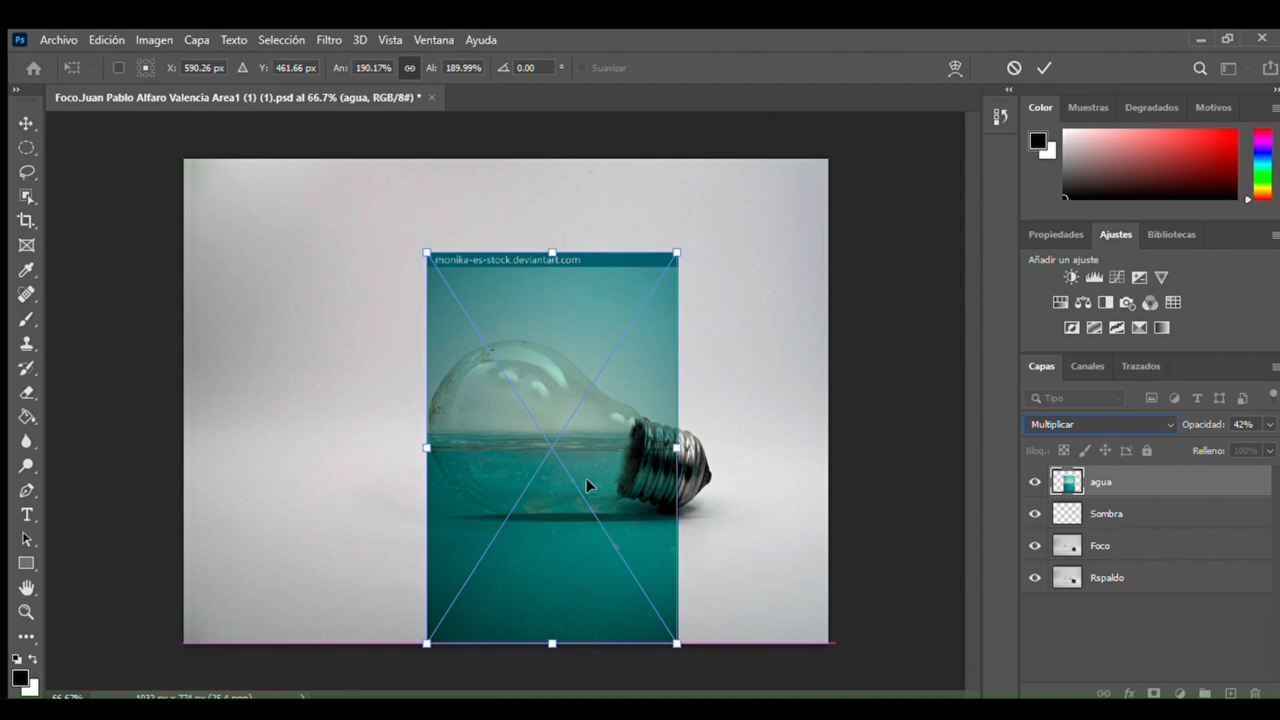 Ps Archivo Edición Imagen Capa Texto Selección Filtro 3D Vista Ventana Ayuda
X: 590.26 px Y: 461.66 px An: 190.17% Al: 189.99% 0.00 ° Suavizar
Foco.Juan Pablo Alfaro Valencia Area1 (1) (1).psd al 66.7% (agua, RGB/8#) *
Color Muestras Degradados Motivos
Propiedades Ajustes Bibliotecas
Añadir un ajuste
monika-es-stock.deviantart.com
Capas Canales Trazados
Tipo
Multiplicar Opacidad: 42%
Bloq.: Relleno: 100%
agua
Sombra
Foco
Rspaldo